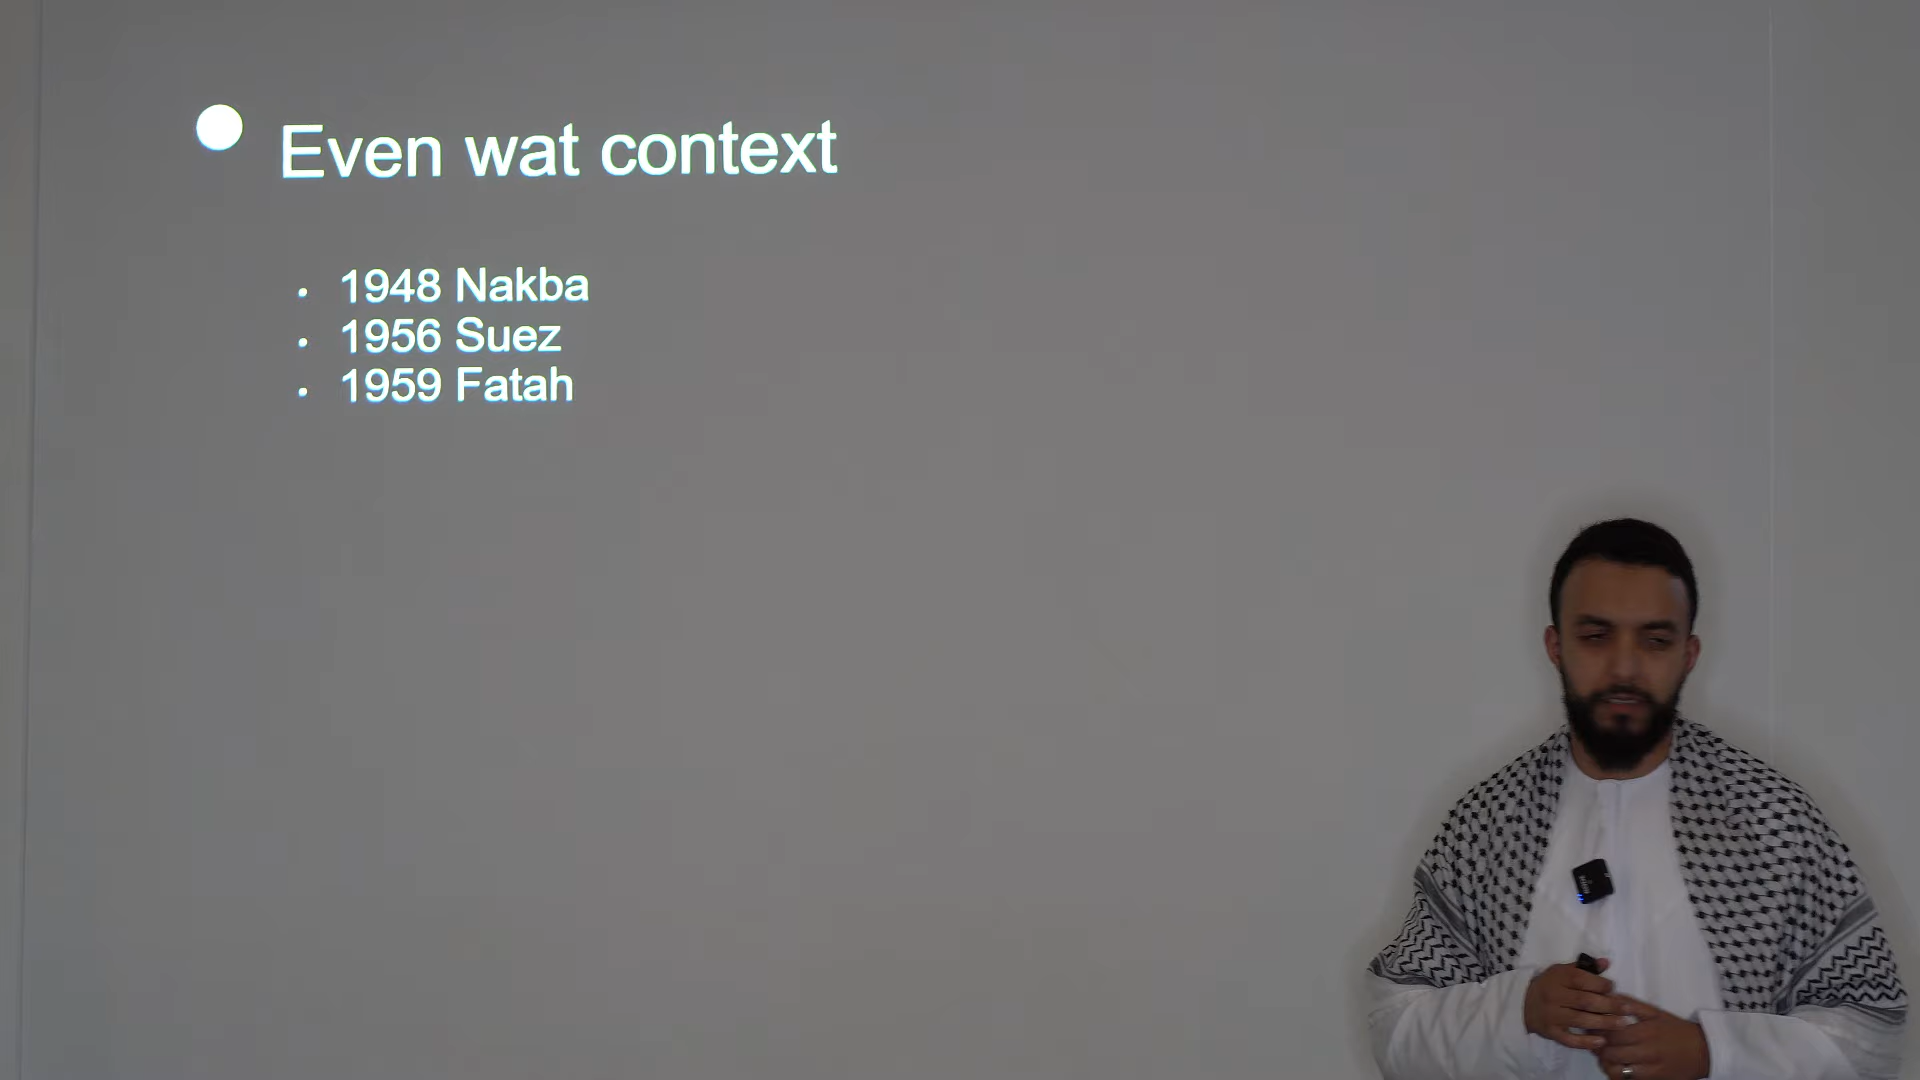 Even wat context
1948 Nakba
1956 Suez
1959 Fatah